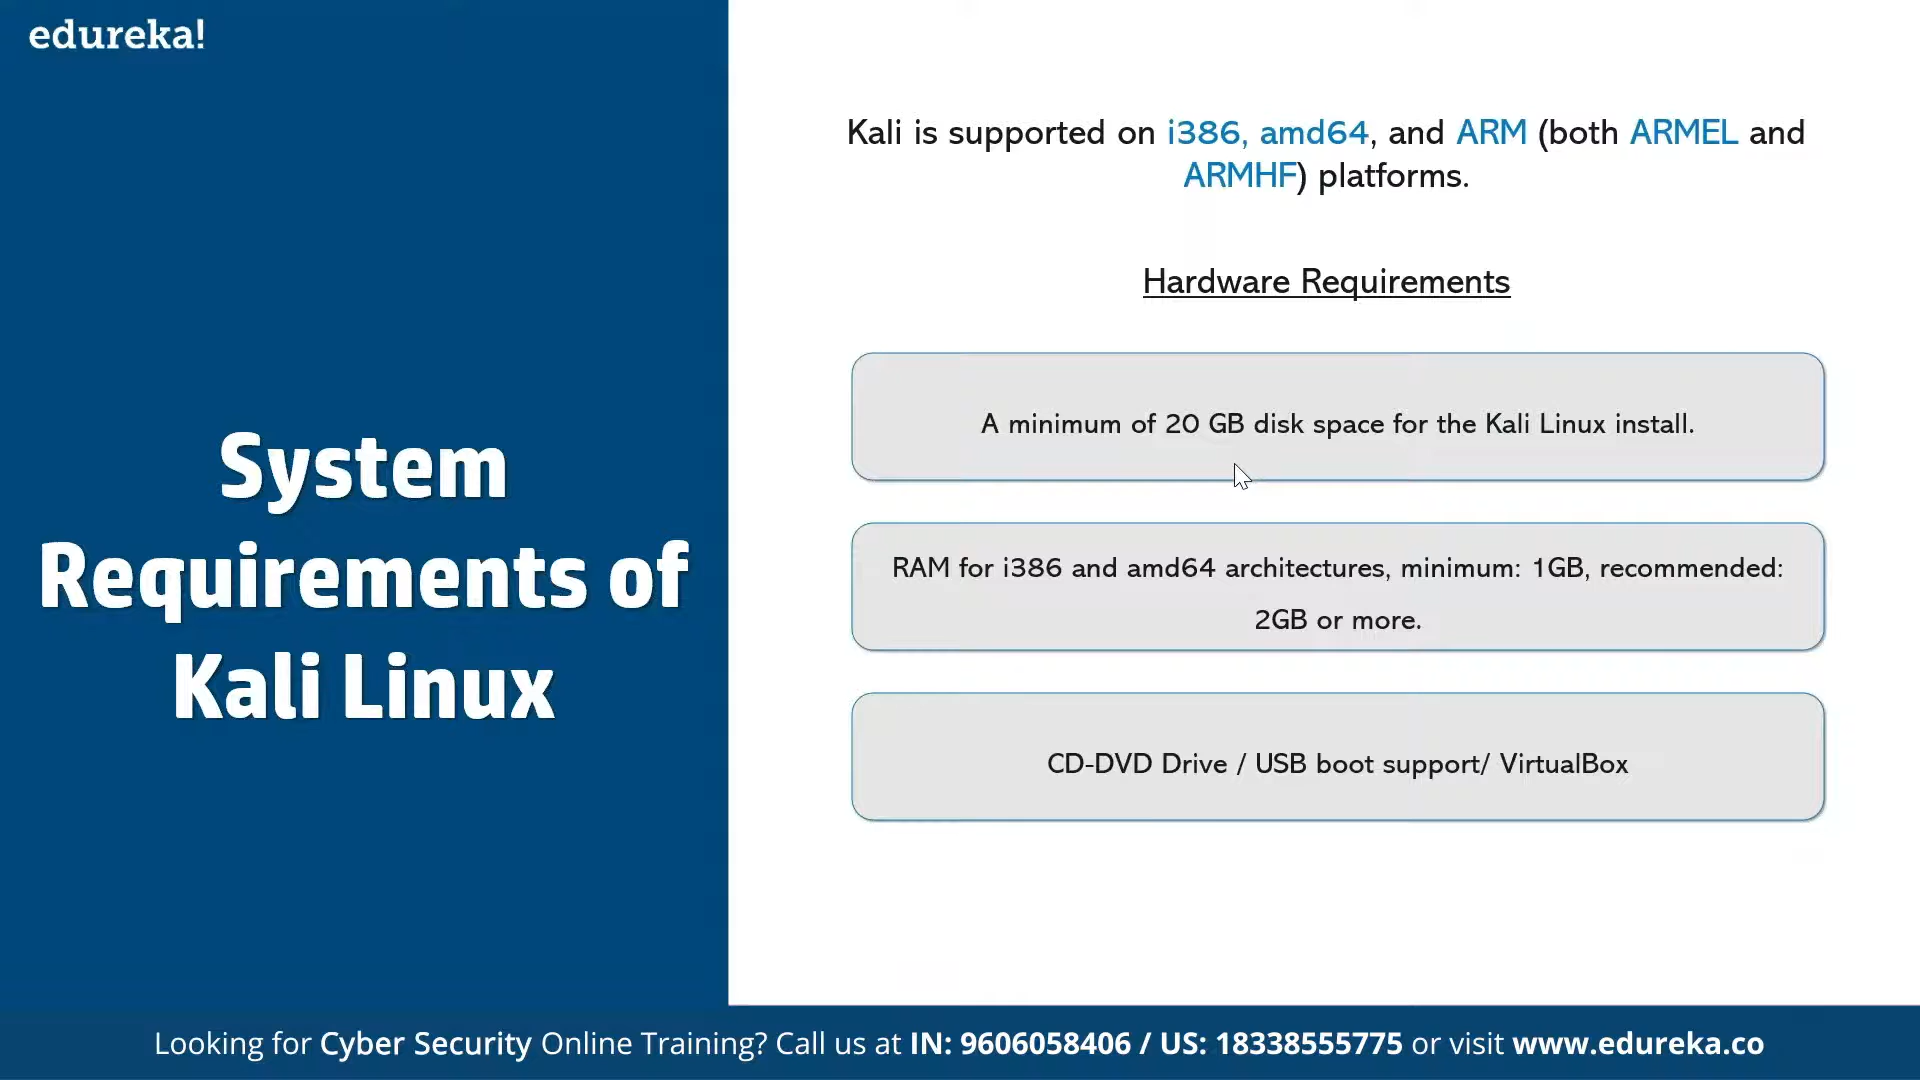 edureka!
System
Requirements of
Kali Linux
Kali is supported on i386, amd64, and ARM (both ARMEL and
ARMHF) platforms.
Hardware Requirements
A minimum of 20 GB disk space for the Kali Linux install.
RAM for i386 and amd64 architectures, minimum: 1GB, recommended:
2GB or more.
CD-DVD Drive / USB boot support/ VirtualBox
Looking for Cyber Security Online Training? Call us at IN: 9606058406 / US: 18338555775 or visit www.edureka.co